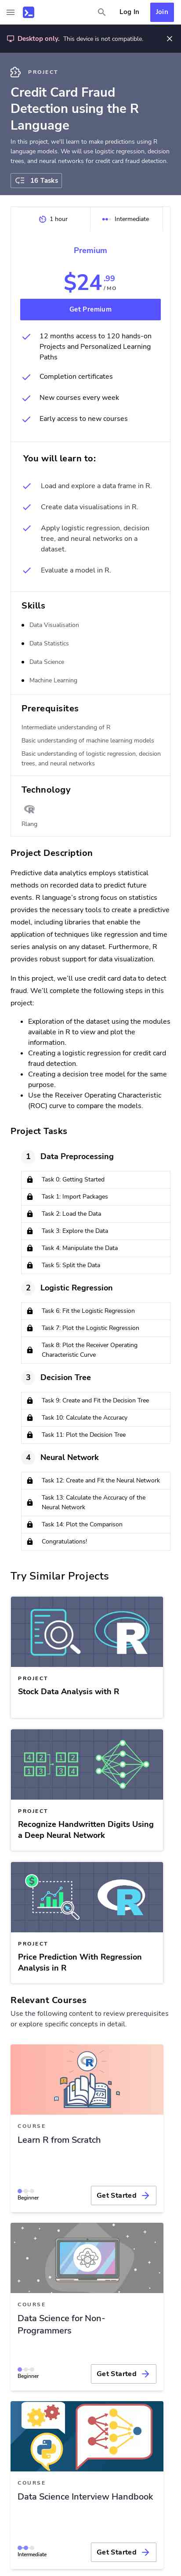 Log In
Join
Desktop only. This device is not compatible.
PROJECT
Credit Card Fraud
Detection using the R
Language
In this project, we'll learn to make predictions using R
language models. We will use logistic regression, decision
trees, and neural networks for credit card fraud detection.
16 Tasks
1 hour
Intermediate
Premium
$24.99
/MO
Get Premium
12 months access to 120 hands-on
Projects and Personalized Learning
Paths
Completion certificates
New courses every week
Early access to new courses
You will learn to:
Load and explore a data frame in R.
Create data visualisations in R.
Apply logistic regression, decision
tree, and neural networks on a
dataset.
Evaluate a model in R.
Skills
Data Visualisation
Data Statistics
Data Science
Machine Learning
Prerequisites
Intermediate understanding of R
Basic understanding of machine learning models
Basic understanding of logistic regression, decision
trees, and neural networks
Technology
Rlang
Project Description
Predictive data analytics employs statistical
methods on recorded data to predict future
events. R language's strong focus on statistics
provides the necessary tools to create a predictive
model, including libraries that enable the
application of techniques like regression and time
series analysis on any dataset. Furthermore, R
provides robust support for data visualization.
In this project, we'll use credit card data to detect
fraud. We'll complete the following steps in this
project:
Exploration of the dataset using the modules
available in R to view and plot the
information.
Creating a logistic regression for credit card
fraud detection.
Creating a decision tree model for the same
purpose.
Use the Receiver Operating Characteristic
(ROC) curve to compare the models.
Project Tasks
1 Data Preprocessing
Task 0: Getting Started
Task 1: Import Packages
Task 2: Load the Data
Task 3: Explore the Data
Task 4: Manipulate the Data
Task 5: Split the Data
2 Logistic Regression
Task 6: Fit the Logistic Regression
Task 7: Plot the Logistic Regression
Task 8: Plot the Receiver Operating
Characteristic Curve
3 Decision Tree
Task 9: Create and Fit the Decision Tree
Task 10: Calculate the Accuracy
Task 11: Plot the Decision Tree
4 Neural Network
Task 12: Create and Fit the Neural Network
Task 13: Calculate the Accuracy of the
Neural Network
Task 14: Plot the Comparison
Congratulations!
Try Similar Projects
PROJECT
Stock Data Analysis with R
PROJECT
Recognize Handwritten Digits Using
a Deep Neural Network
PROJECT
Price Prediction With Regression
Analysis in R
Relevant Courses
Use the following content to review prerequisites
or explore specific concepts in detail.
COURSE
Learn R from Scratch
Beginner
Get Started
COURSE
Data Science for Non-
Programmers
Beginner
Get Started
COURSE
Data Science Interview Handbook
Intermediate
Get Started